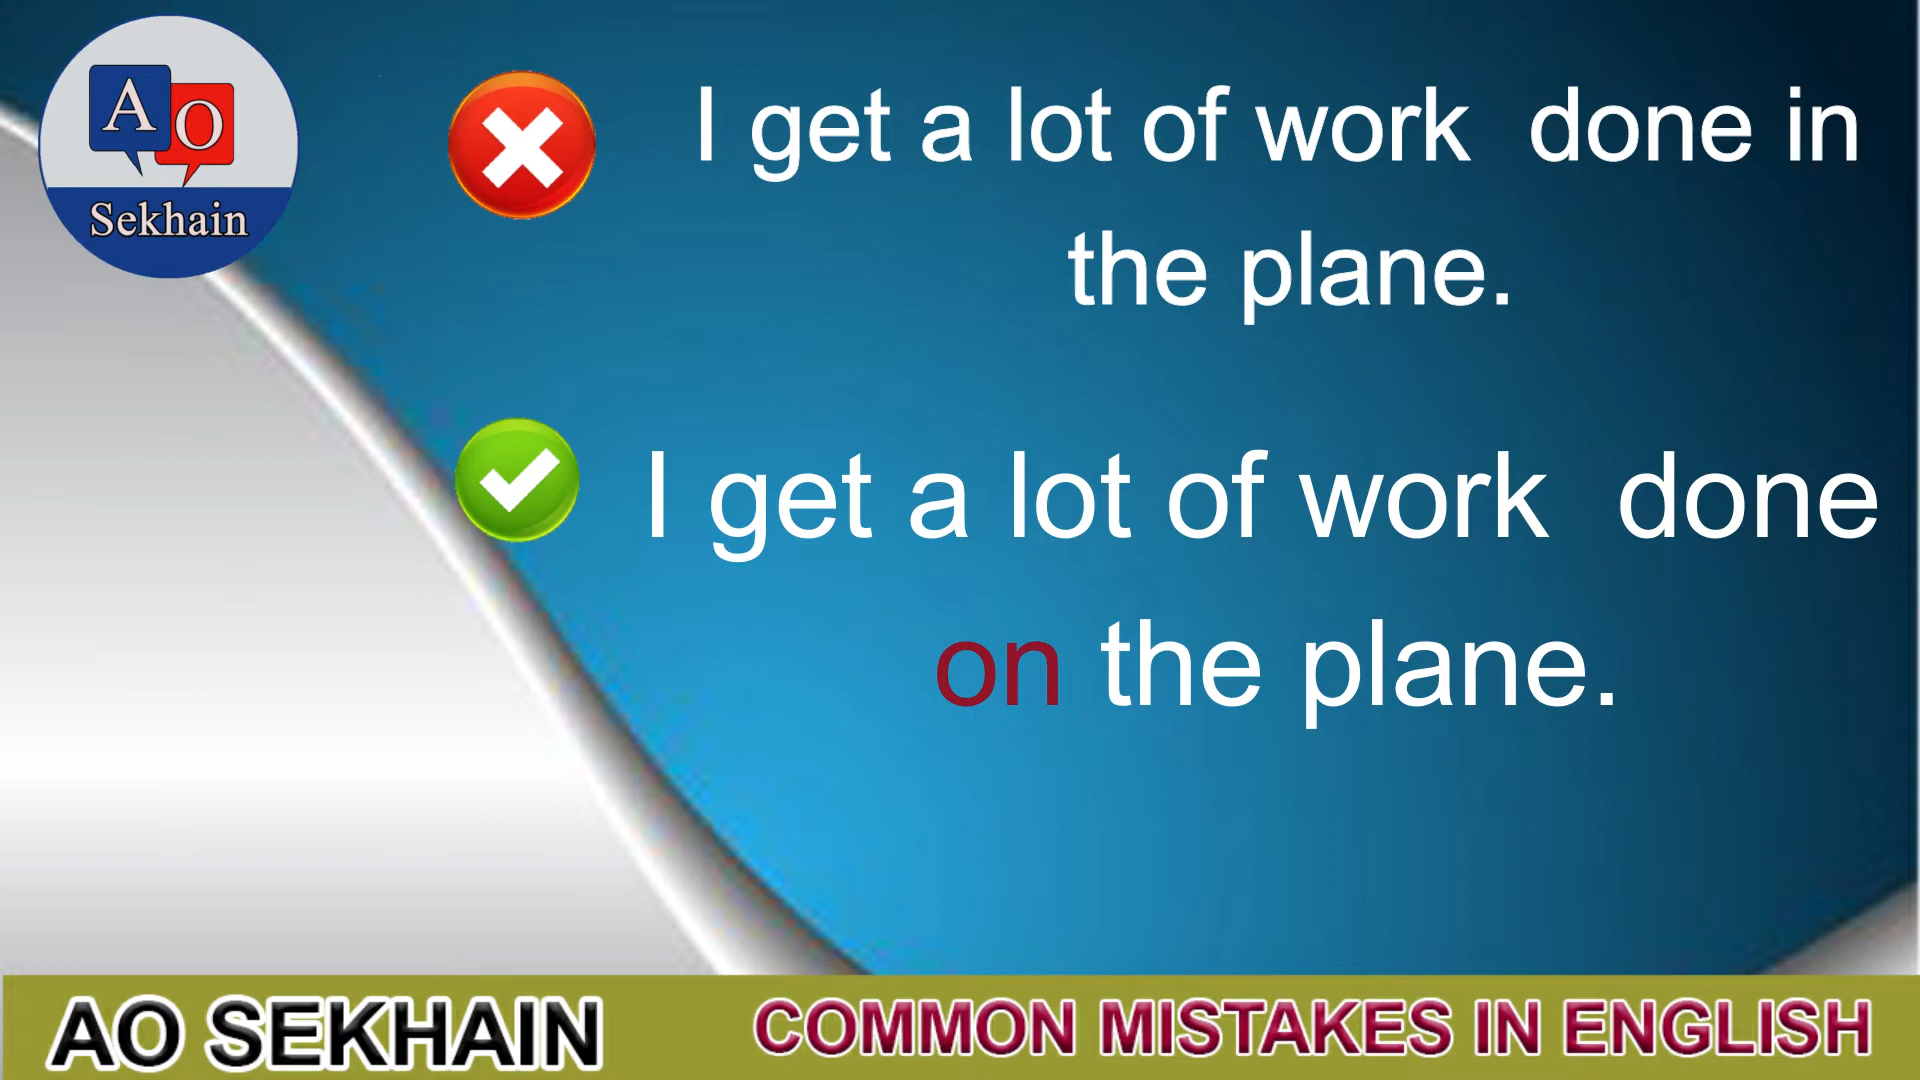 A O
Sekhain
I get a lot of work  done in
the plane.
I get a lot of work  done
on the plane.
AO SEKHAIN
COMMON MISTAKES IN ENGLISH